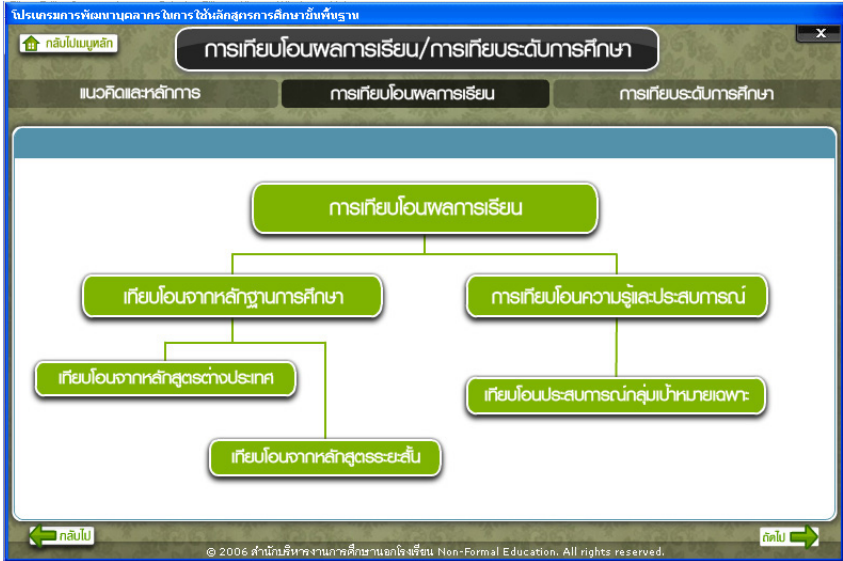 โปรแกรมการพัฒนาบุคลากรในการใช้หลักสูตรการศึกษาขั้นพื้นฐาน
กลับไปเมนูหลัก
การเทียบโอนผลการเรียน/การเทียบระดับการศึกษา
X
แนวคิดและหลักการ
การเทียบโอนผลการเรียน
การเทียบระดับการศึกษา
การเทียบโอนผลการเรียน
เทียบโอนจากหลักฐานการศึกษา
การเทียบโอนความรู้และประสบการณ์
เทียบโอนจากหลักสูตรต่างประเทศ
เทียบโอนประสบการณ์กลุ่มเป้าหมายเฉพาะ
เทียบโอนจากหลักสูตรระยะสั้น
กลับไป
ถัดไป
© 2006 สำนักบริหารงานการศึกษานอกโรงเรียน Non-Formal Education. All rights reserved.